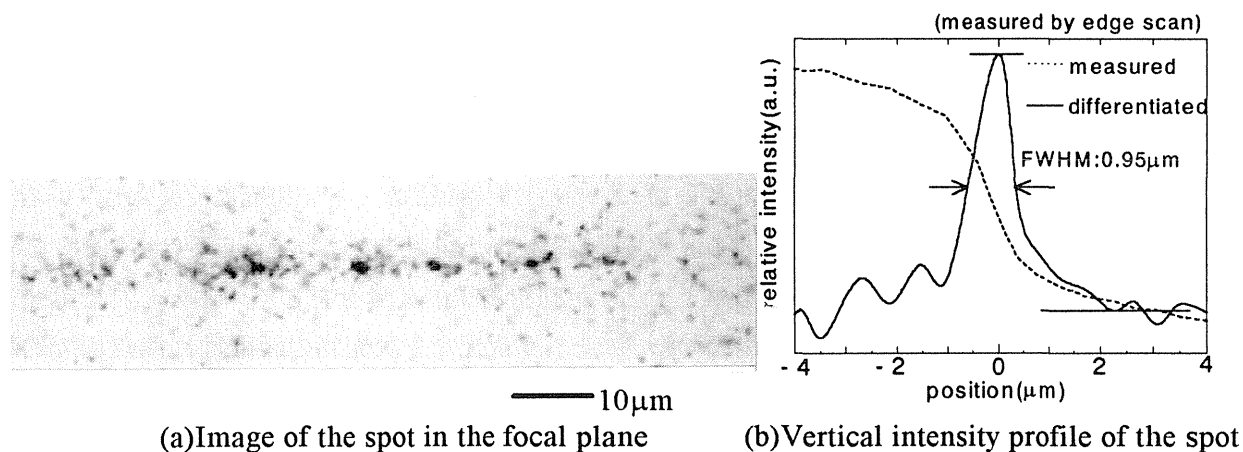 (measured by edge scan)
measured
differentiated
FWHM:0.95μm
relative intensity(a.u.)
- 4 - 2 0 2 4
position(μm)
10μm
(a)Image of the spot in the focal plane
(b)Vertical intensity profile of the spot